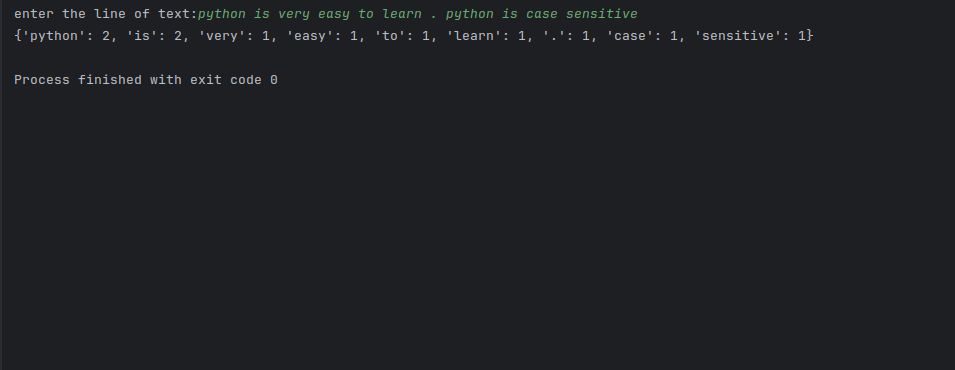 enter the line of text:python is very easy to learn . python is case sensitive
{'python': 2, 'is': 2, 'very': 1, 'easy': 1, 'to': 1, 'learn': 1, '.': 1, 'case': 1, 'sensitive': 1}
Process finished with exit code 0